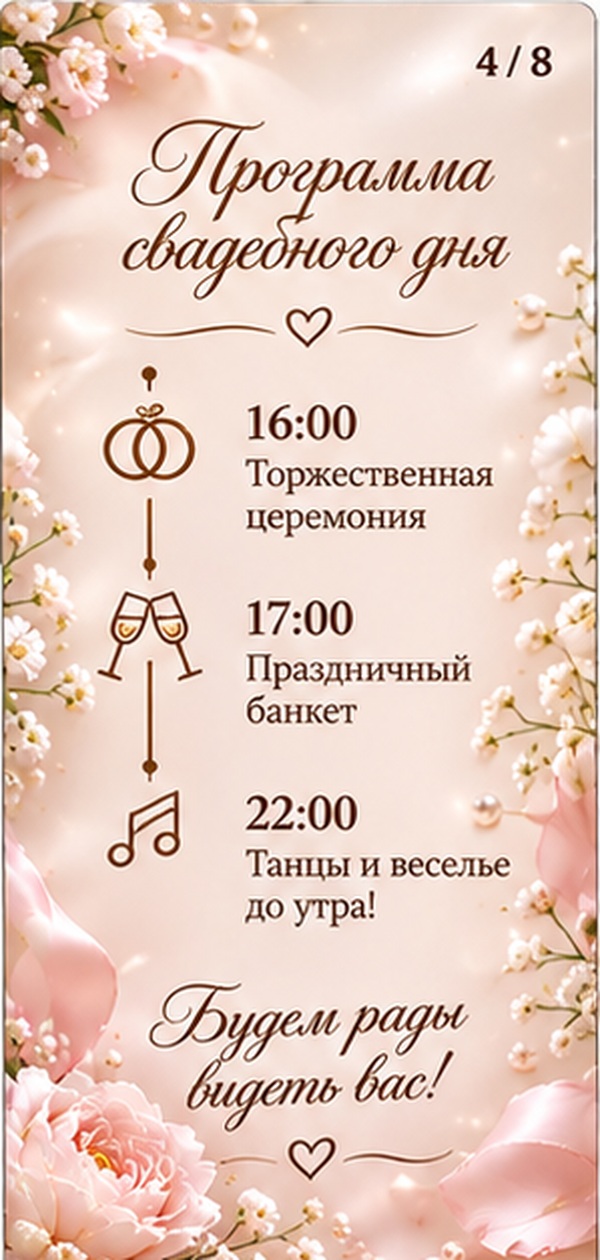 4 / 8
Программа
свадебного дня
16:00
Торжественная
церемония
17:00
Праздничный
банкет
22:00
Танцы и веселье
до утра!
Будем рады
видеть вас!